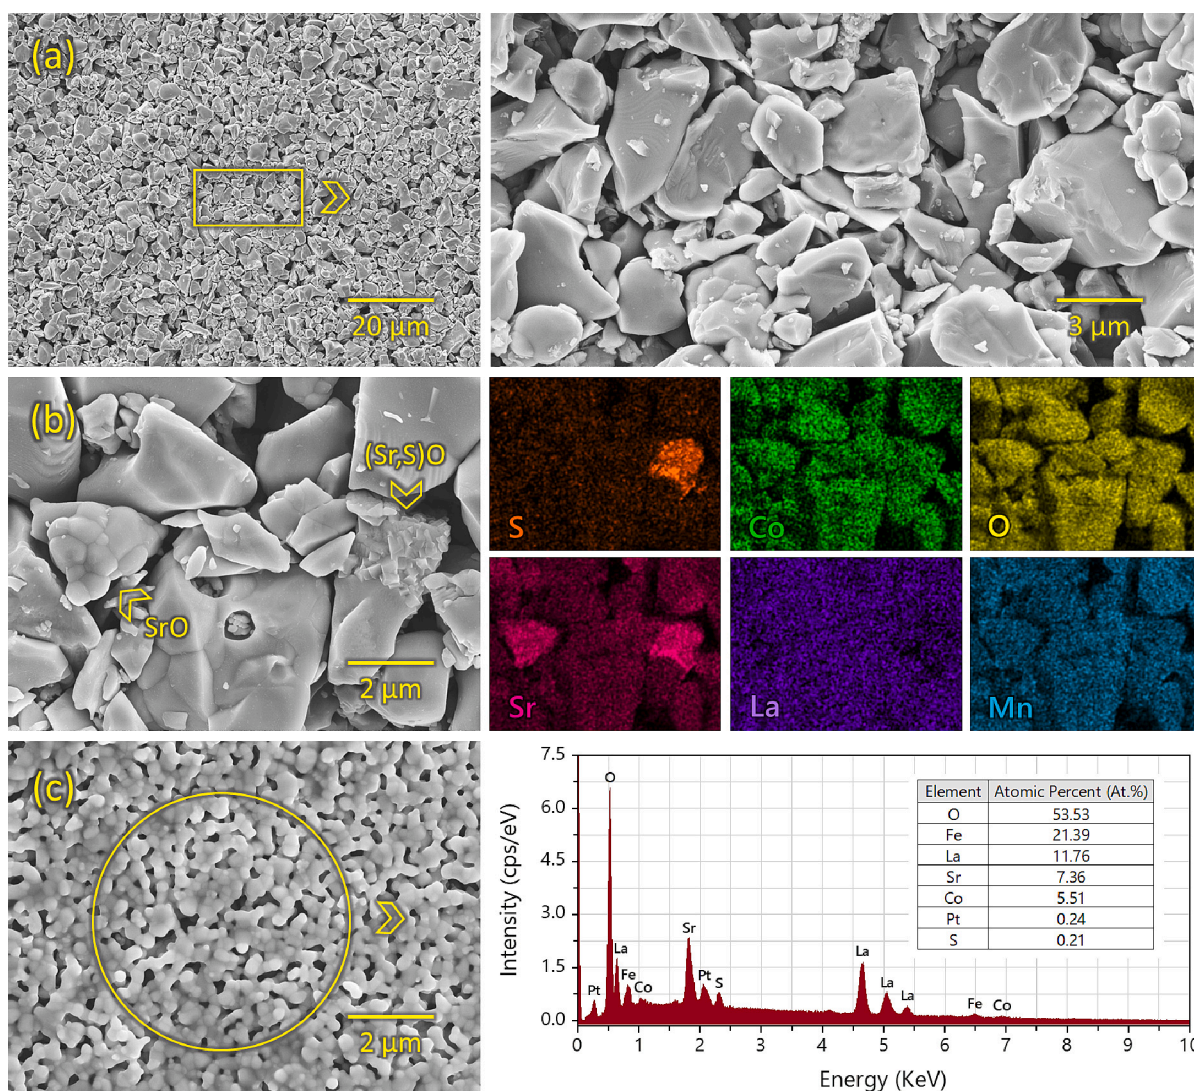 (a)
20 μm
3 μm
(b)
(Sr,S)O
SrO
2 μm
S
Co
O
Sr
La
Mn
(c)
2 μm
7.5
6.0
4.5
3.0
1.5
0.0
Intensity (cps/eV)
O
La
Fe
Co
Pt
Sr
Pt
S
La
La
La
Fe
Co
Element Atomic Percent (At.%)
O 53.53
Fe 21.39
La 11.76
Sr 7.36
Co 5.51
Pt 0.24
S 0.21
0 1 2 3 4 5 6 7 8 9 10
Energy (KeV)